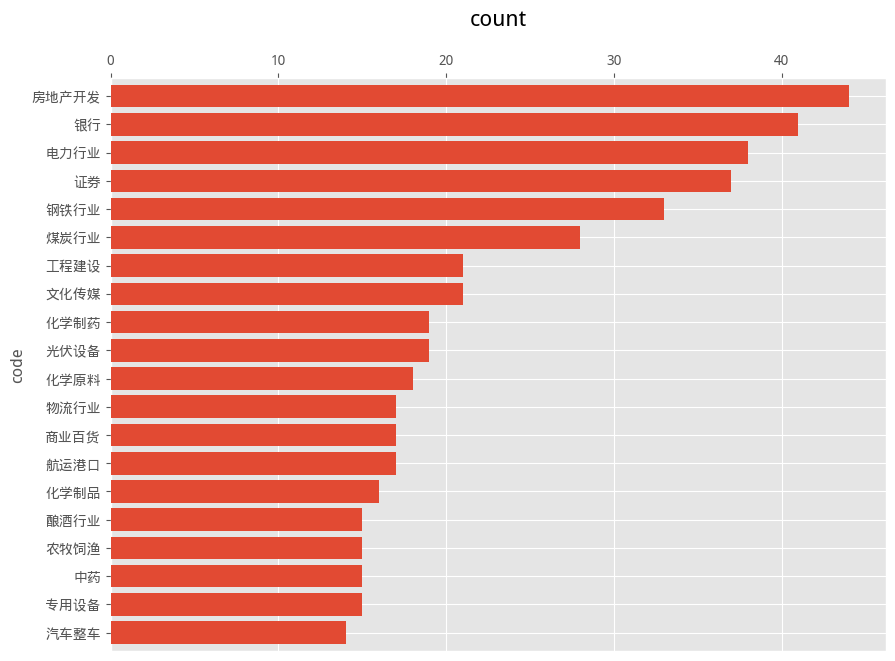 count
0 10 20 30 40
房地产开发
银行
电力行业
证券
钢铁行业
煤炭行业
工程建设
文化传媒
化学制药
光伏设备
code
化学原料
物流行业
商业百货
航运港口
化学制品
酿酒行业
农牧饲渔
中药
专用设备
汽车整车